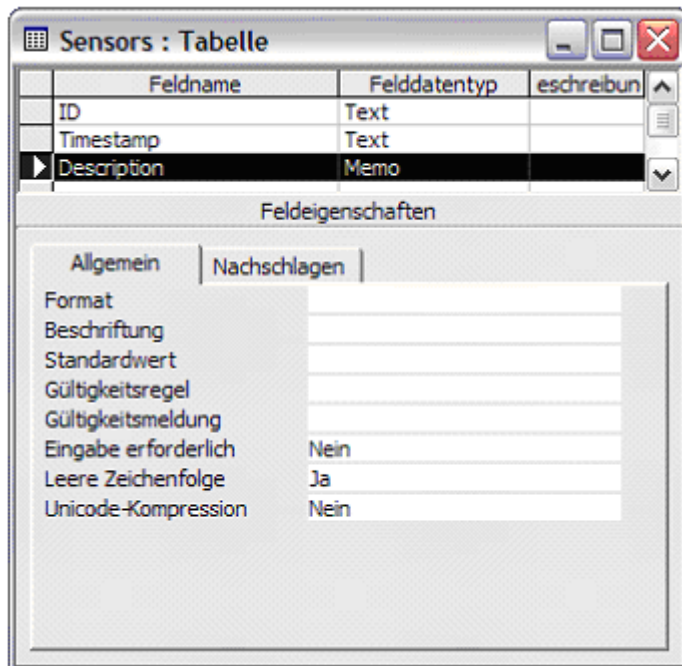 Sensors : Tabelle
Feldname Felddatentyp eschreibun
ID Text
Timestamp Text
Description Memo
Feldeigenschaften
Allgemein Nachschlagen
Format
Beschriftung
Standardwert
Gültigkeitsregel
Gültigkeitsmeldung
Eingabe erforderlich Nein
Leere Zeichenfolge Ja
Unicode-Kompression Nein